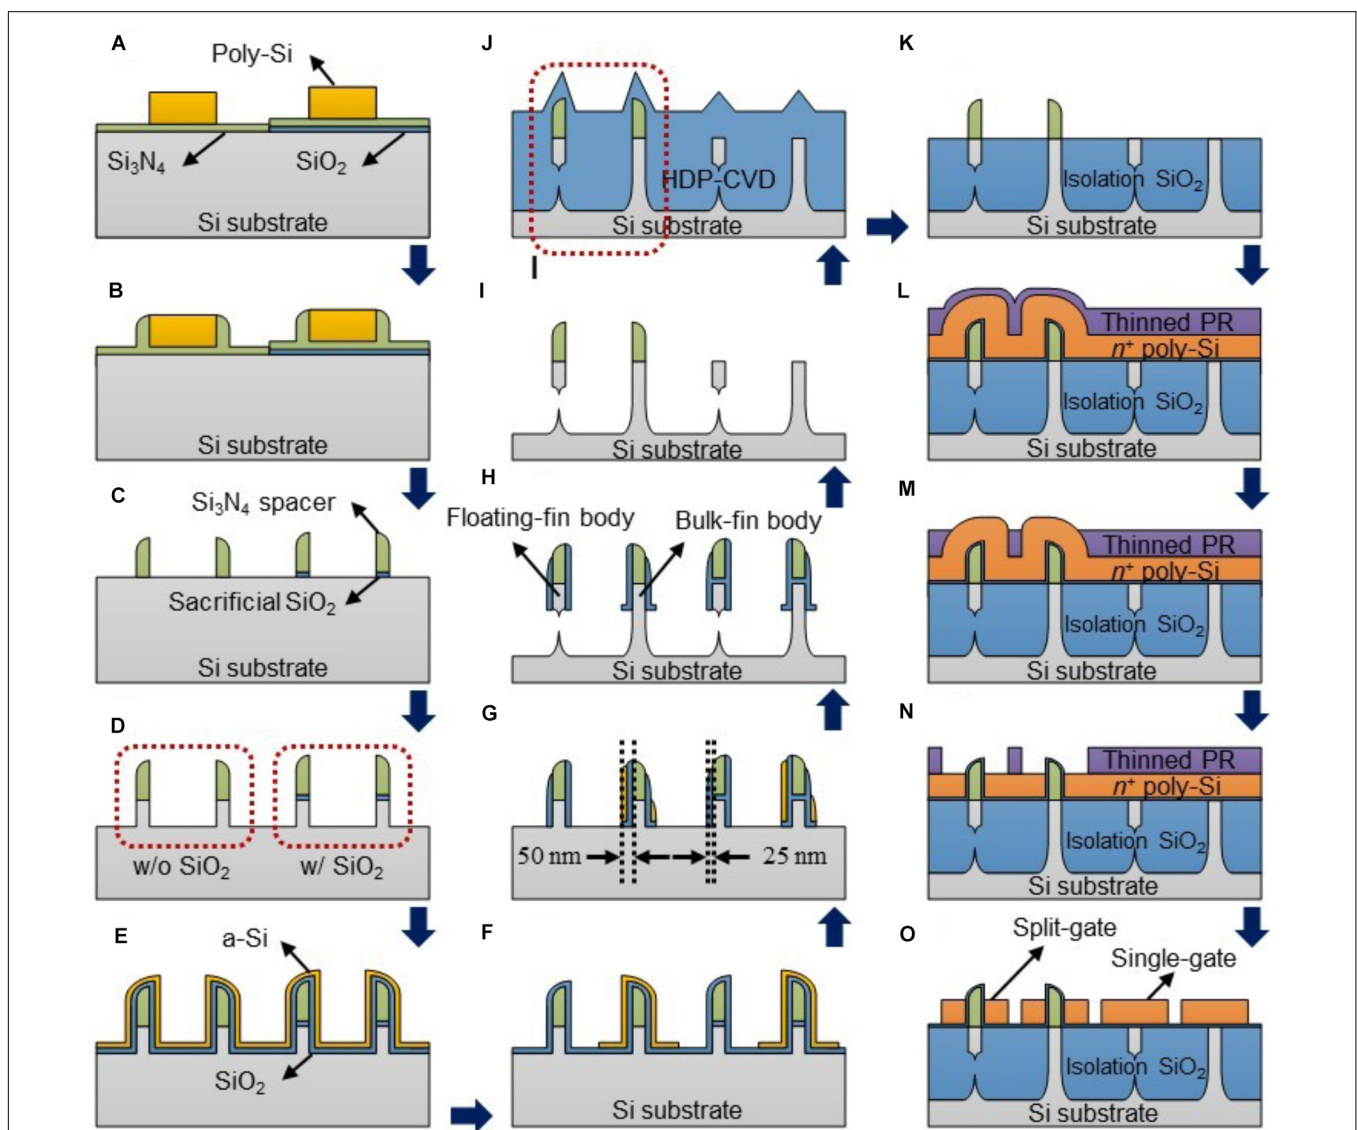 A
Poly-Si
Si3N4
SiO2
Si substrate
B
Si substrate
C
Si3N4 spacer
Sacrificial SiO2
Si substrate
D
w/o SiO2
w/ SiO2
E
a-Si
SiO2
F
Si substrate
G
50 nm
25 nm
H
Floating-fin body
Bulk-fin body
Si substrate
I
Si substrate
J
HDP-CVD
Si substrate
I
K
Isolation SiO2
Si substrate
L
Thinned PR
n+ poly-Si
Isolation SiO2
Si substrate
M
Thinned PR
n+ poly-Si
Isolation SiO2
Si substrate
N
Thinned PR
n+ poly-Si
Isolation SiO2
Si substrate
O
Split-gate
Single-gate
Isolation SiO2
Si substrate